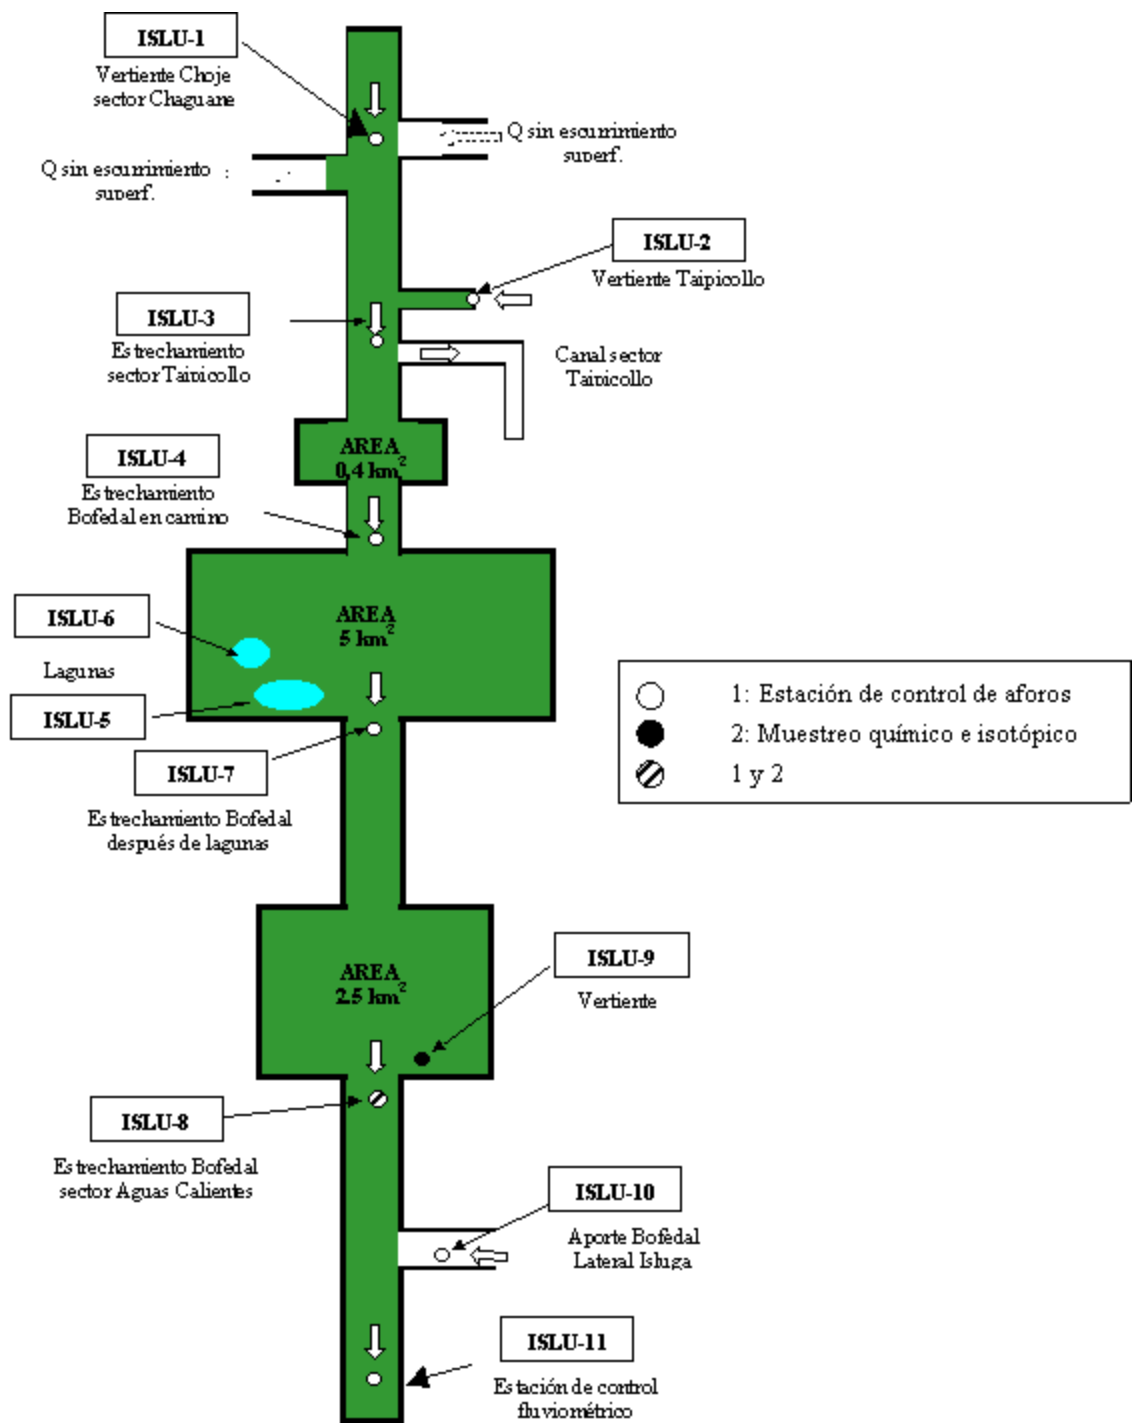 ISLU-1
Vertiente Choje
sector Chaguane
Q sin escurrimiento
superf.
Q sin escurrimiento
superf.
ISLU-2
Vertiente Taipicollo
ISLU-3
Estrechamiento
sector Taipicollo
Canal sector
Taipicollo
AREA
0,4 km²
ISLU-4
Estrechamiento
Bofedal en camino
AREA
5 km²
ISLU-6
Lagunas
ISLU-5
1: Estación de control de aforos
2: Muestreo químico e isotópico
1 y 2
ISLU-7
Estrechamiento Bofedal
después de lagunas
AREA
2.5 km²
ISLU-9
Vertiente
ISLU-8
Estrechamiento Bofedal
sector Aguas Calientes
ISLU-10
Aporte Bofedal
Lateral Isluga
ISLU-11
Estación de control
fluviométrico